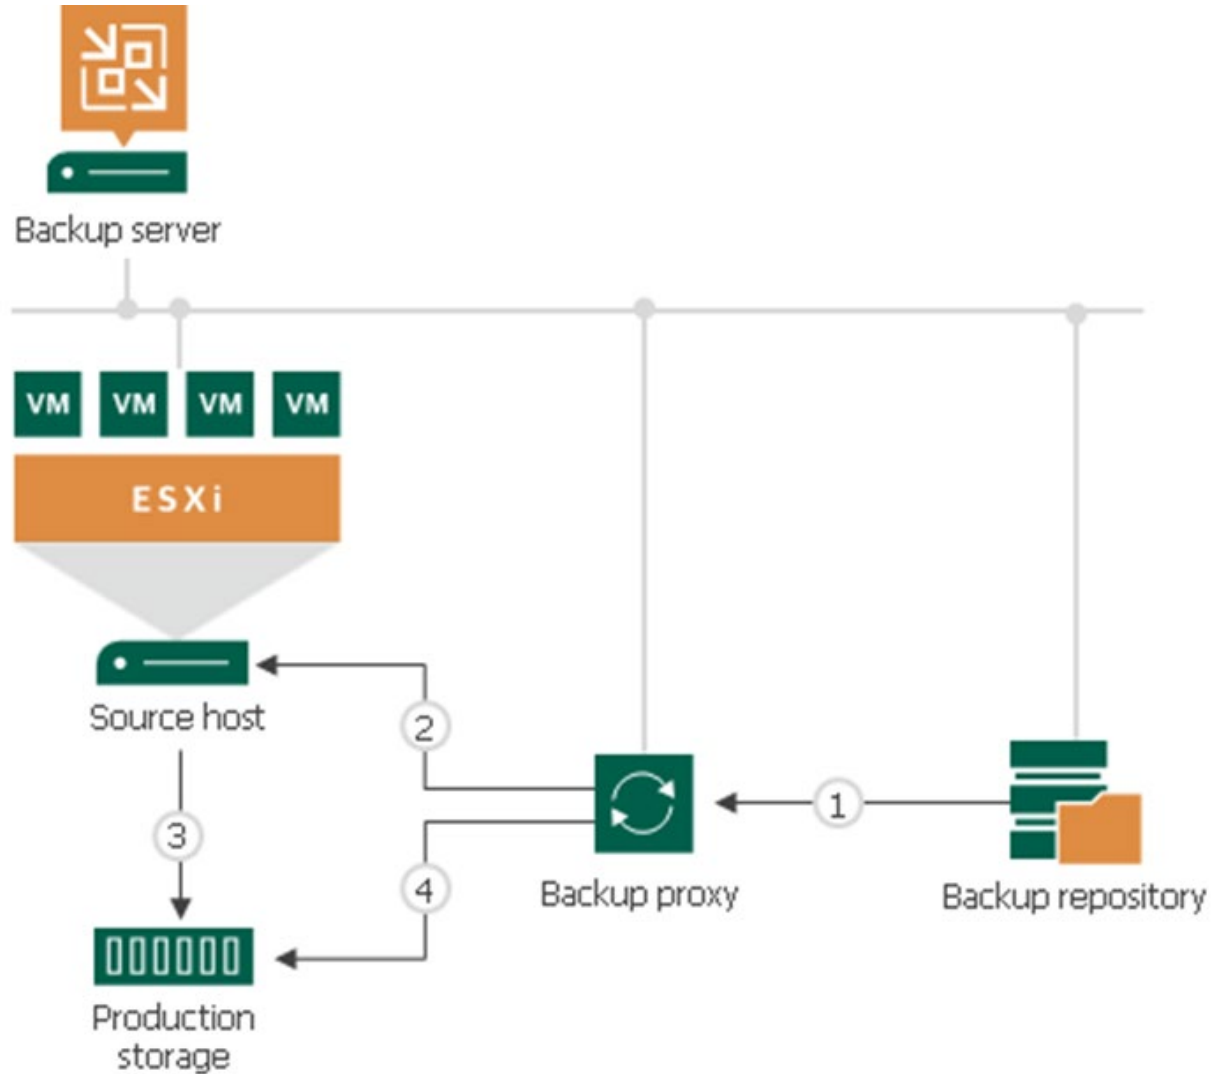 Backup server
VM VM VM VM
ESXi
Source host
2
1
3
4
Backup proxy
Backup repository
Production
storage